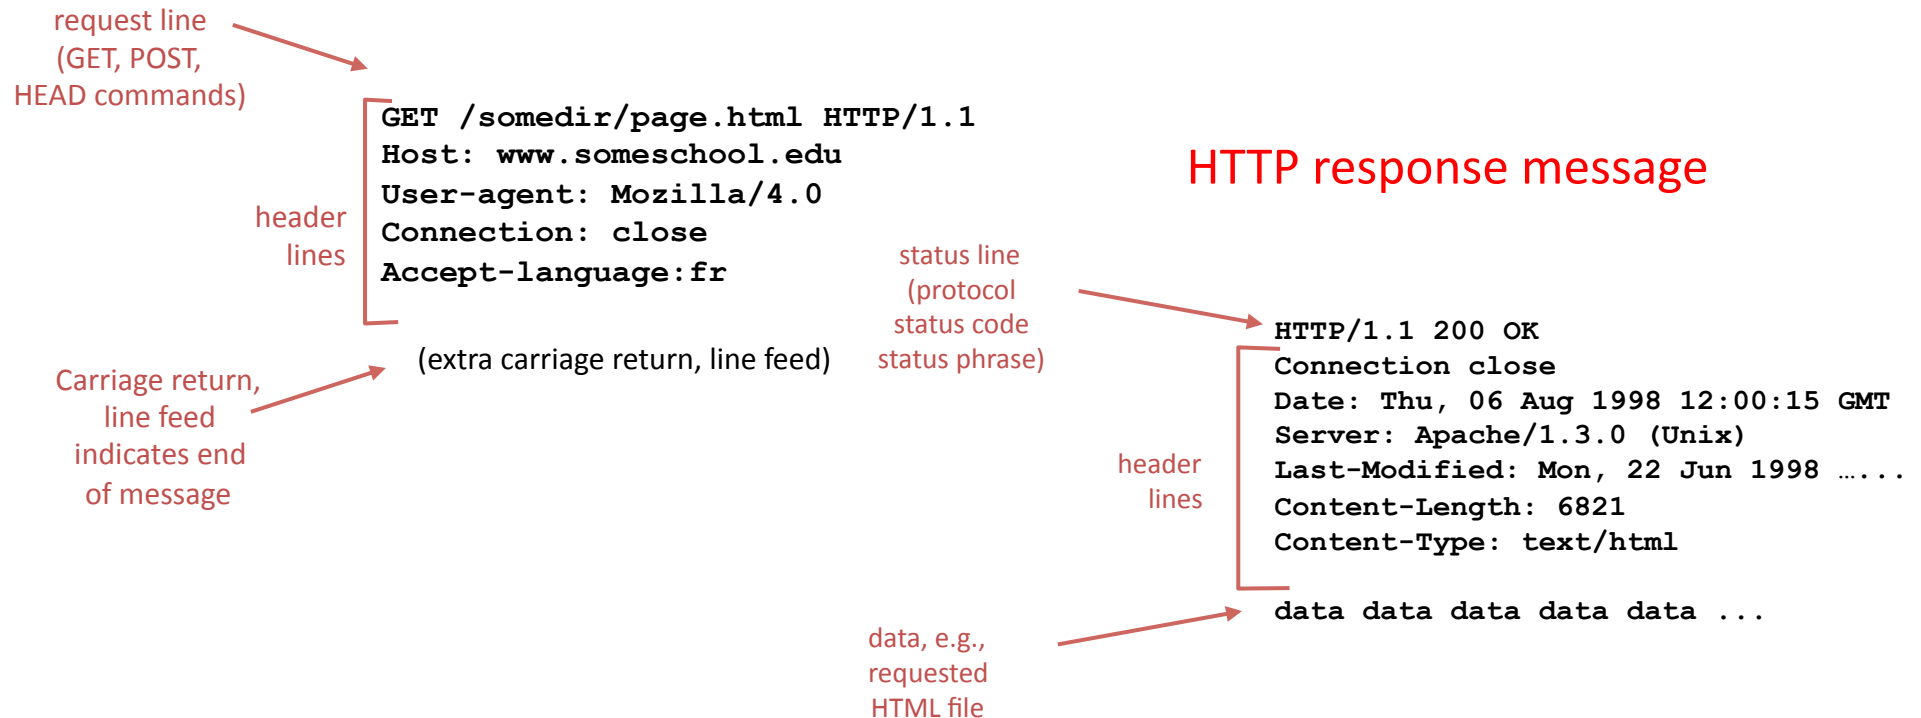 request line
(GET, POST,
HEAD commands)
GET /somedir/page.html HTTP/1.1
Host: www.someschool.edu
User-agent: Mozilla/4.0
Connection: close
Accept-language:fr
header
lines
(extra carriage return, line feed)
Carriage return,
line feed
indicates end
of message
HTTP response message
status line
(protocol
status code
status phrase)
HTTP/1.1 200 OK
Connection close
Date: Thu, 06 Aug 1998 12:00:15 GMT
Server: Apache/1.3.0 (Unix)
Last-Modified: Mon, 22 Jun 1998 …...
Content-Length: 6821
Content-Type: text/html
header
lines
data data data data data ...
data, e.g.,
requested
HTML file